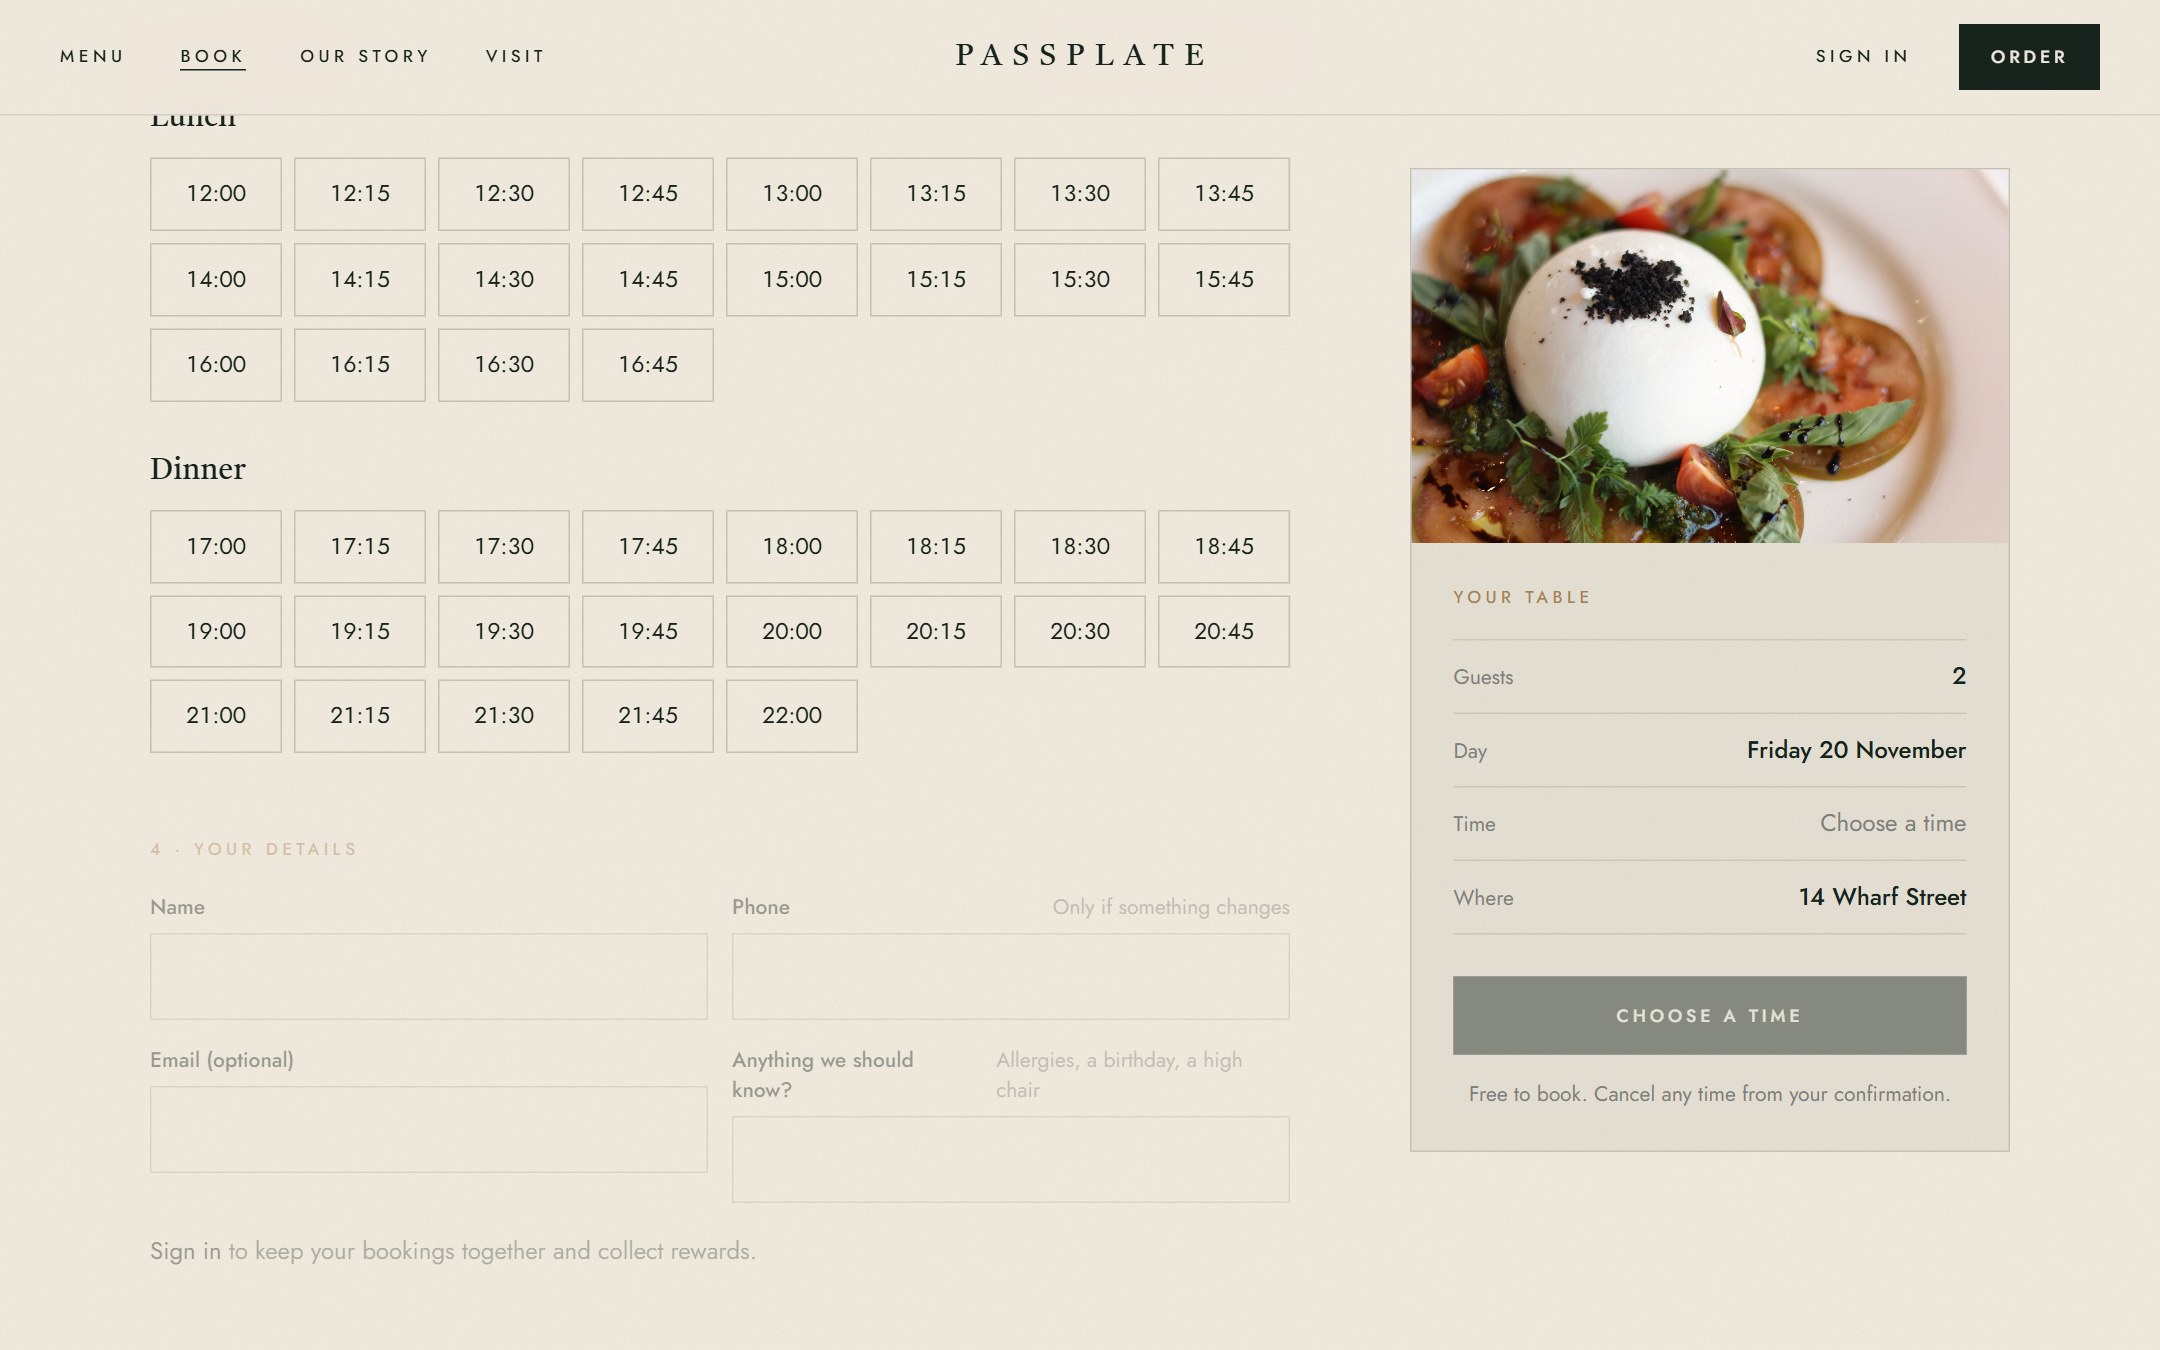 MENU BOOK OUR STORY VISIT PASSPLATE SIGN IN ORDER
Lunch
12:00 12:15 12:30 12:45 13:00 13:15 13:30 13:45
14:00 14:15 14:30 14:45 15:00 15:15 15:30 15:45
16:00 16:15 16:30 16:45
Dinner
17:00 17:15 17:30 17:45 18:00 18:15 18:30 18:45
19:00 19:15 19:30 19:45 20:00 20:15 20:30 20:45
21:00 21:15 21:30 21:45 22:00
4 · YOUR DETAILS
Name
Phone Only if something changes
Email (optional)
Anything we should know?
Allergies, a birthday, a high chair
Sign in to keep your bookings together and collect rewards.
YOUR TABLE
Guests 2
Day Friday 20 November
Time Choose a time
Where 14 Wharf Street
CHOOSE A TIME
Free to book. Cancel any time from your confirmation.